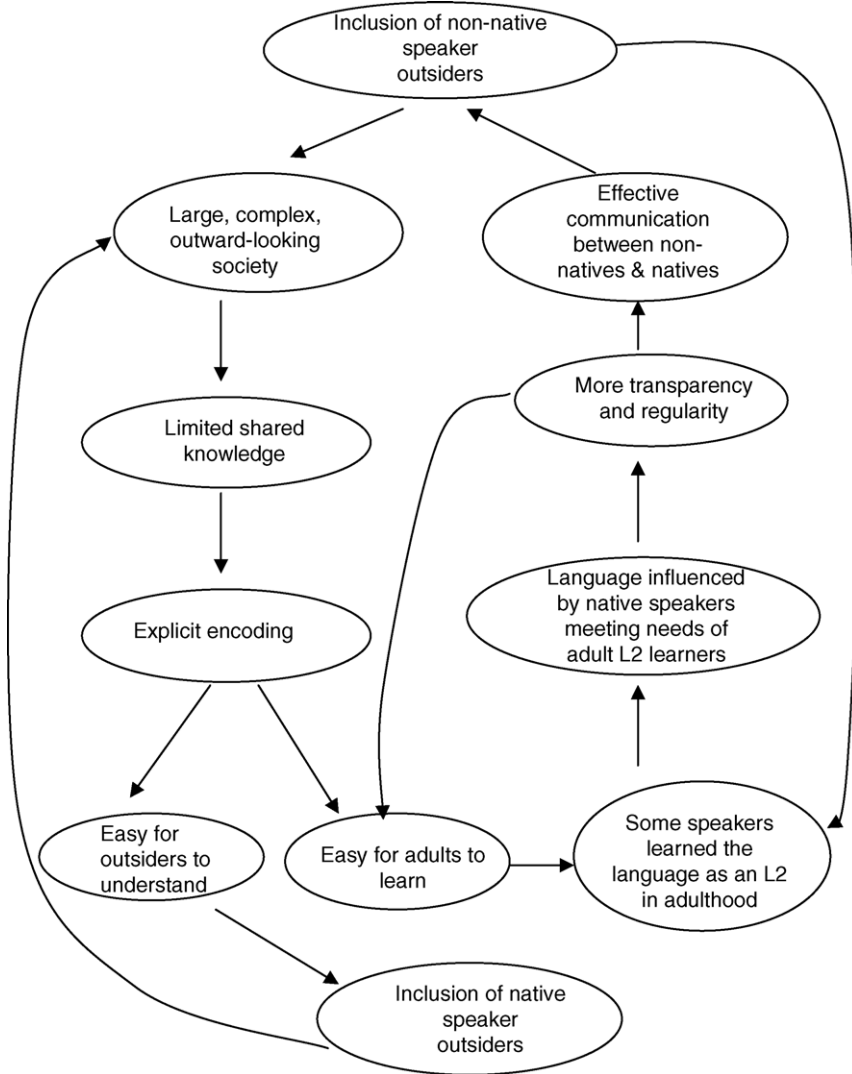 Inclusion of non-native
speaker
outsiders
Large, complex,
outward-looking
society
Effective
communication
between non-
natives & natives
More transparency
and regularity
Limited shared
knowledge
Language influenced
by native speakers
meeting needs of
adult L2 learners
Explicit encoding
Easy for
outsiders to
understand
Easy for adults to
learn
Some speakers
learned the
language as an L2
in adulthood
Inclusion of native
speaker
outsiders